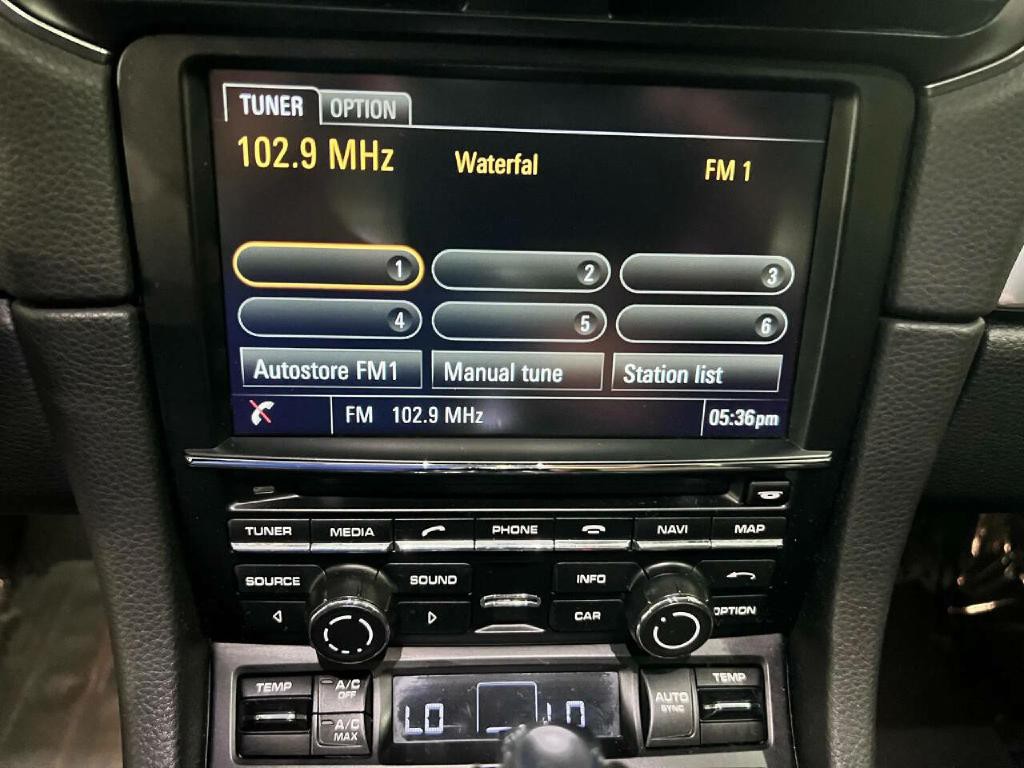 TUNER OPTION
102.9 MHz Waterfal FM 1
1 2 3
4 5 6
Autostore FM1 Manual tune Station list
FM 102.9 MHz 05:36pm
TUNER MEDIA PHONE NAVI MAP
SOURCE SOUND INFO
CAR OPTION
TEMP A/C OFF AUTO SYNC TEMP
A/C MAX
LO